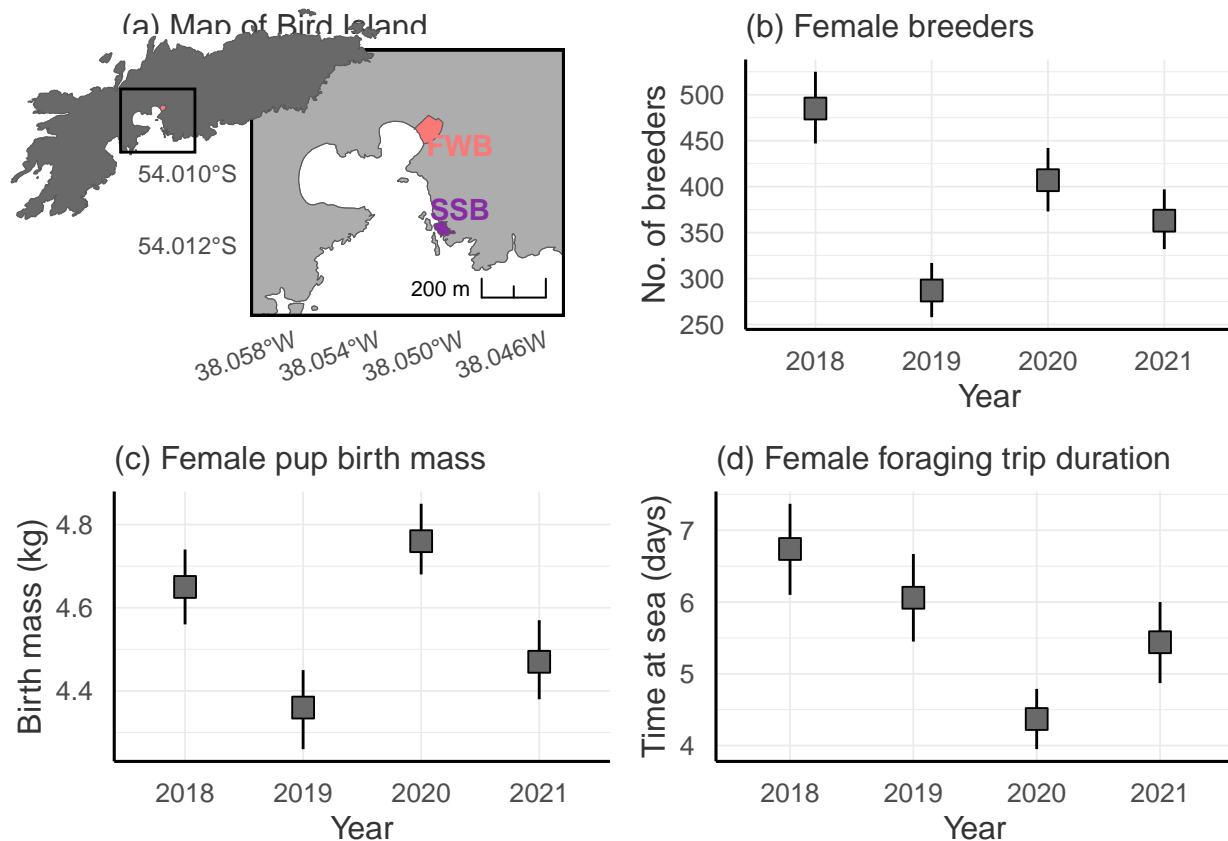 (a) Map of Bird Island
54.010°S
54.012°S
FWB
SSB
200 m
38.058°W
38.054°W
38.050°W
38.046W
(b) Female breeders
No. of breeders
500
450
400
350
300
250
2018 2019 2020 2021
Year
(c) Female pup birth mass
Birth mass (kg)
4.8
4.6
4.4
2018 2019 2020 2021
Year
(d) Female foraging trip duration
Time at sea (days)
7
6
5
4
2018 2019 2020 2021
Year